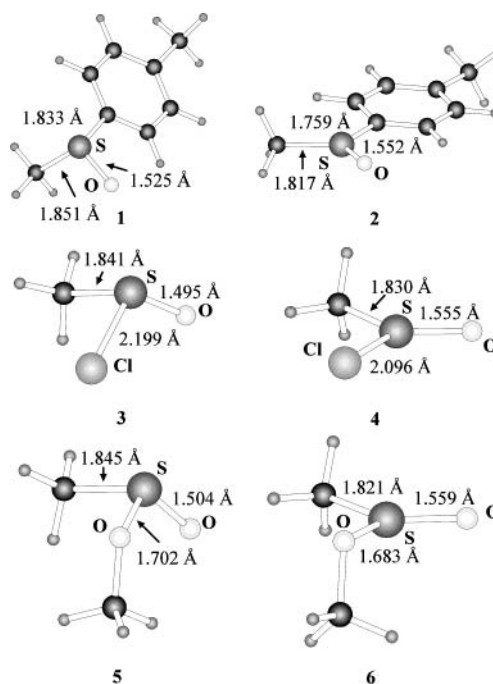 1.833 Å
S
O
1.525 Å
1.851 Å
1
1.759 Å
1.552 Å
S
O
1.817 Å
2
1.841 Å
S
1.495 Å
O
2.199 Å
Cl
3
1.830 Å
1.555 Å
S
O
Cl
2.096 Å
4
1.845 Å
S
1.504 Å
O
O
1.702 Å
5
1.821 Å
1.559 Å
O
O
S
1.683 Å
6